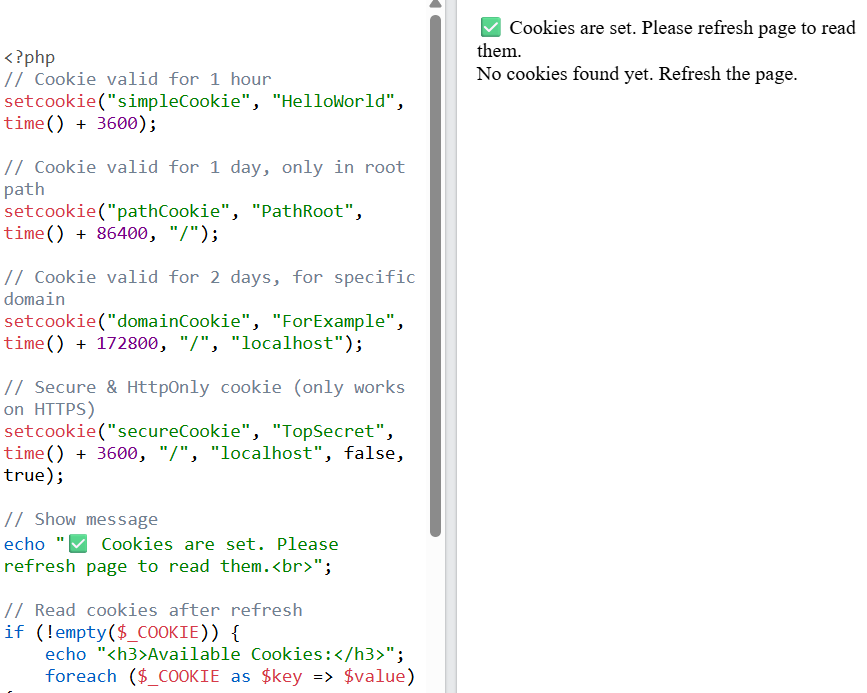 <?php
// Cookie valid for 1 hour
setcookie("simpleCookie", "HelloWorld",
time() + 3600);
// Cookie valid for 1 day, only in root
path
setcookie("pathCookie", "PathRoot",
time() + 86400, "/");
// Cookie valid for 2 days, for specific
domain
setcookie("domainCookie", "ForExample",
time() + 172800, "/", "localhost");
// Secure & HttpOnly cookie (only works
on HTTPS)
setcookie("secureCookie", "TopSecret",
time() + 3600, "/", "localhost", false,
true);
// Show message
echo "✅ Cookies are set. Please
refresh page to read them.<br>";
// Read cookies after refresh
if (!empty($_COOKIE)) {
    echo "<h3>Available Cookies:</h3>";
    foreach ($_COOKIE as $key => $value)
✅ Cookies are set. Please refresh page to read
them.
No cookies found yet. Refresh the page.